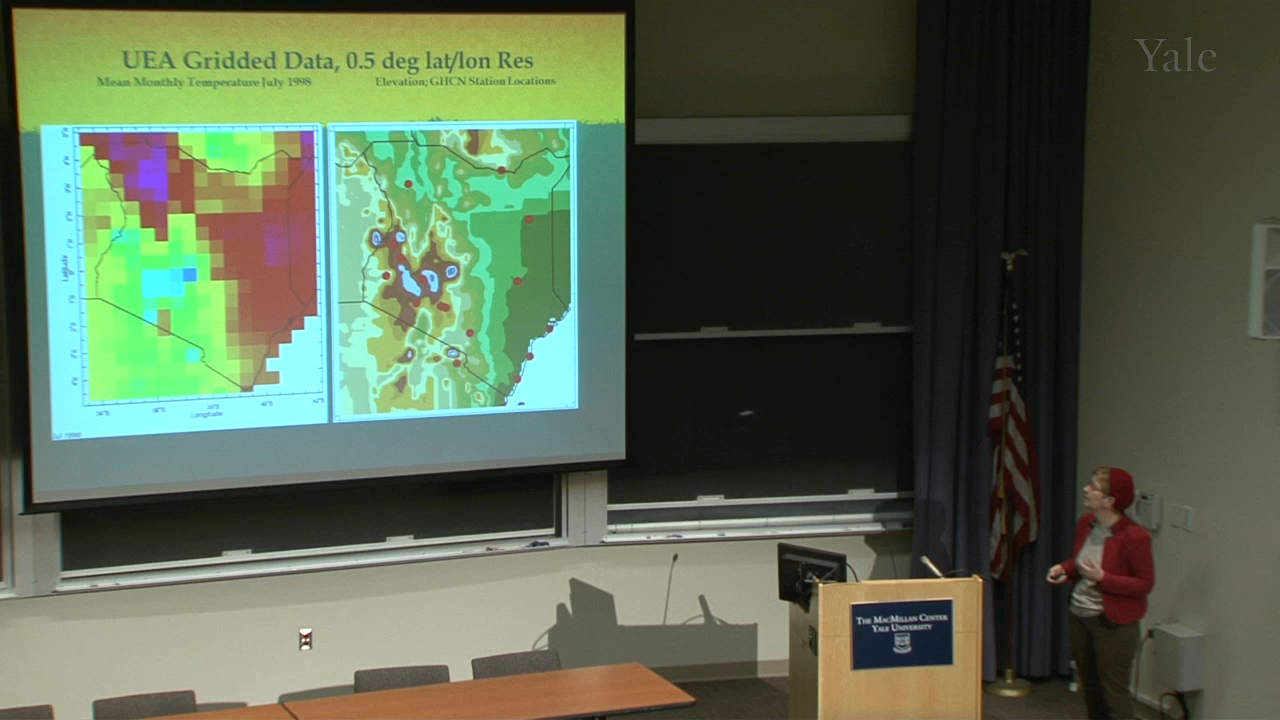 UEA Gridded Data, 0.5 deg lat/lon Res
Mean Monthly Temperature July 1998
Elevation; GHCN Station Locations
Yale
Latitude
Longitude
THE MACMILLAN CENTER
YALE UNIVERSITY